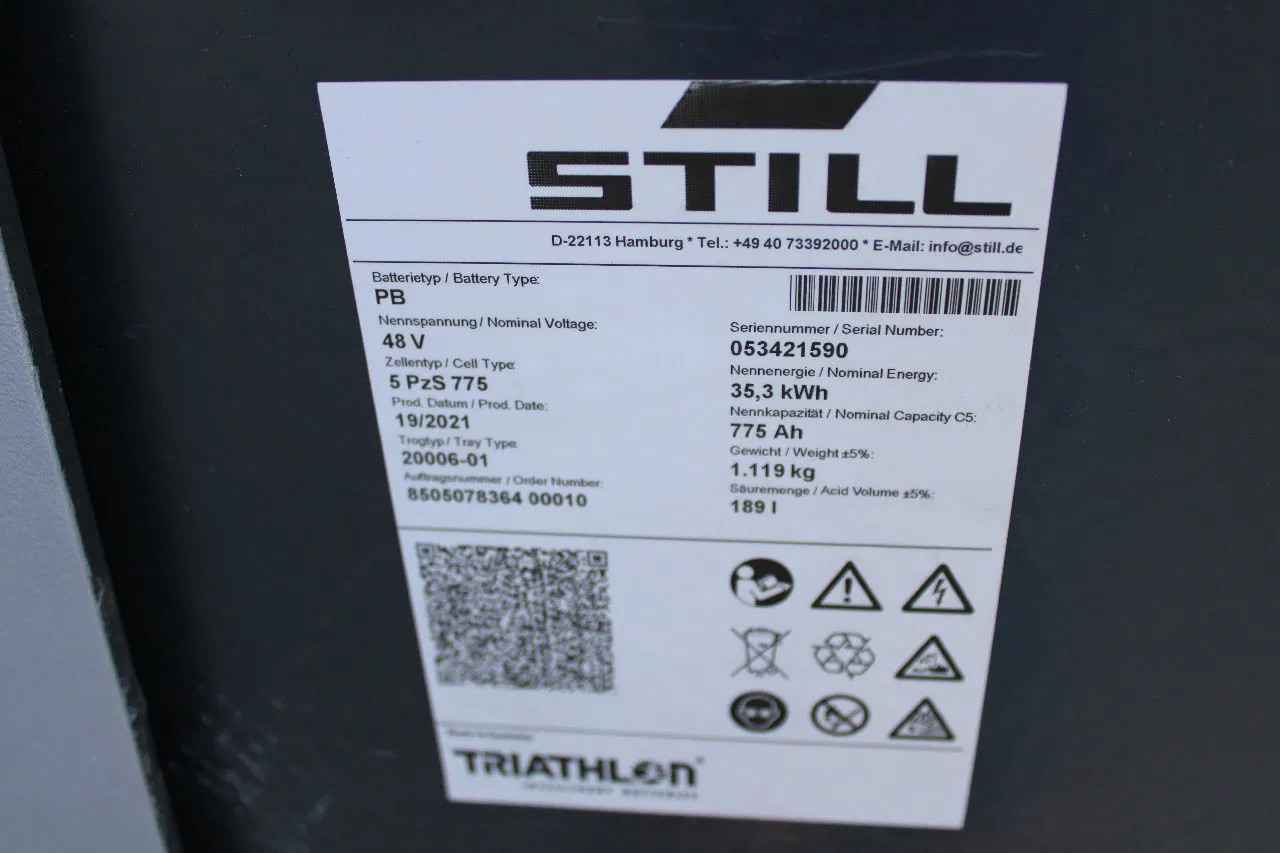 STILL
D-22113 Hamburg * Tel.: +49 40 73392000 * E-Mail: info@still.de
Batterietyp / Battery Type:
PB
Nennspannung / Nominal Voltage:
48 V
Zellentyp / Cell Type:
5 PzS 775
Prod. Datum / Prod. Date:
19/2021
Trogtyp / Tray Type:
20006-01
Auftragsnummer / Order Number:
8505078364 00010
Seriennummer / Serial Number:
053421590
Nennenergie / Nominal Energy:
35,3 kWh
Nennkapazität / Nominal Capacity C5:
775 Ah
Gewicht / Weight ±5%:
1.119 kg
Säuremenge / Acid Volume ±5%:
189 l
TRIATHLON
INTELLIGENT BATTERIES